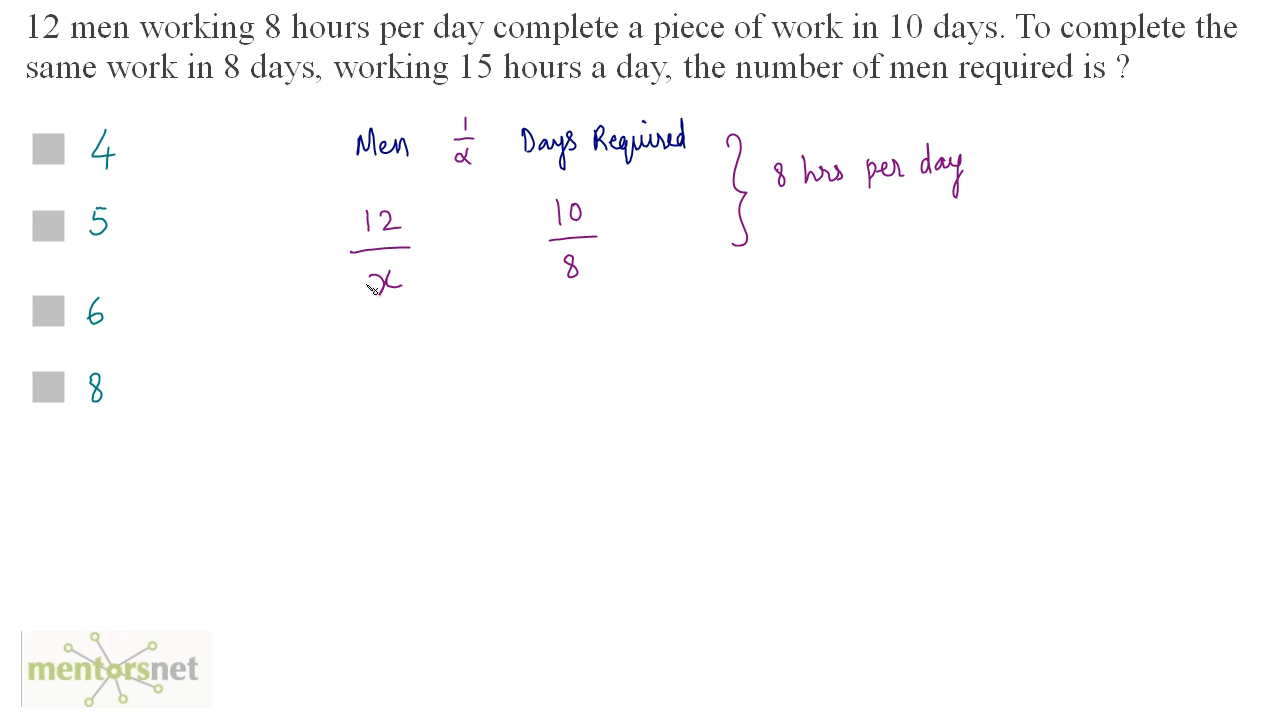 12 men working 8 hours per day complete a piece of work in 10 days. To complete the
same work in 8 days, working 15 hours a day, the number of men required is ?
4
5
6
8
Men 1/α Days Required } 8 hrs per day
12/x 10/8
mentorsnet